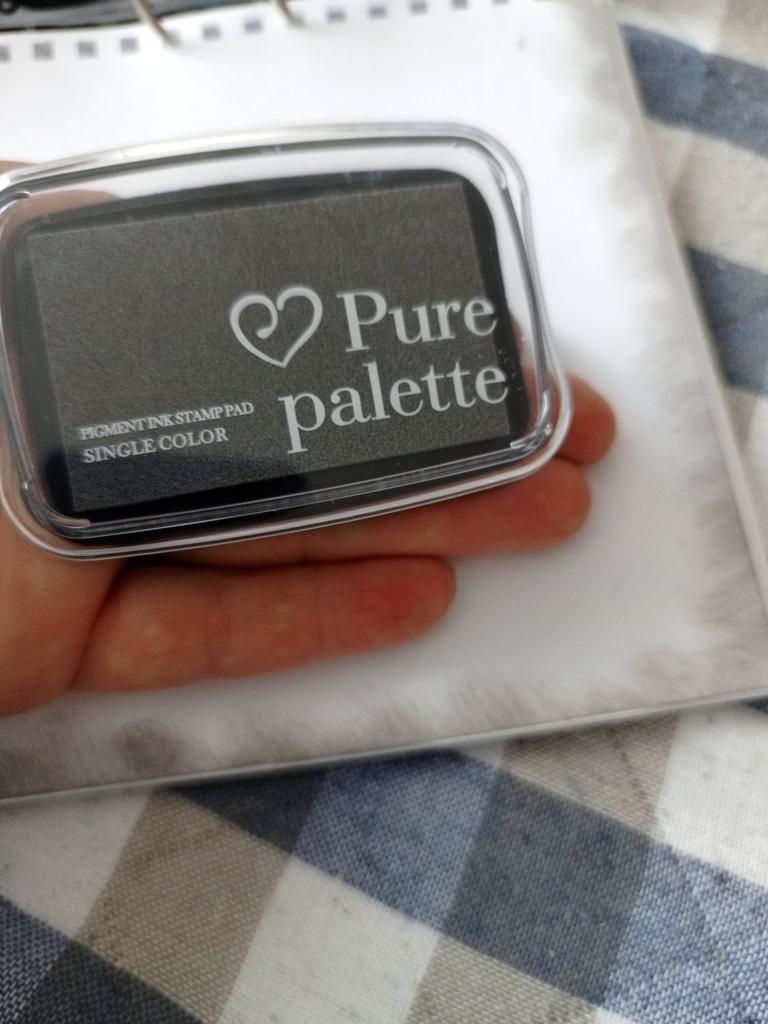 Pure
palette
PIGMENT INK STAMP PAD
SINGLE COLOR